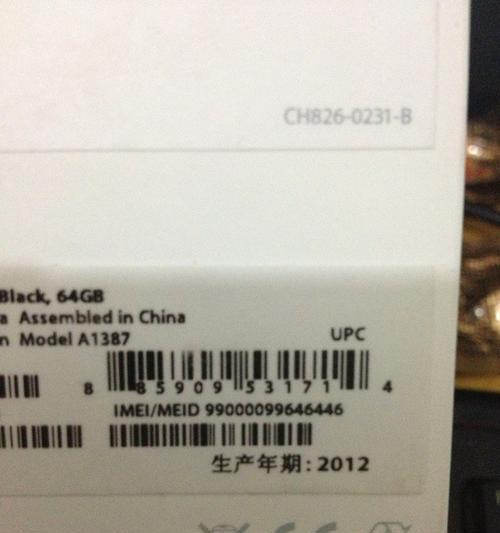 CH826-0231-B
Black, 64GB
a Assembled in China
n Model A1387
UPC
8 85909 53171 4
IMEI/MEID 99000099646446
生产年期: 2012